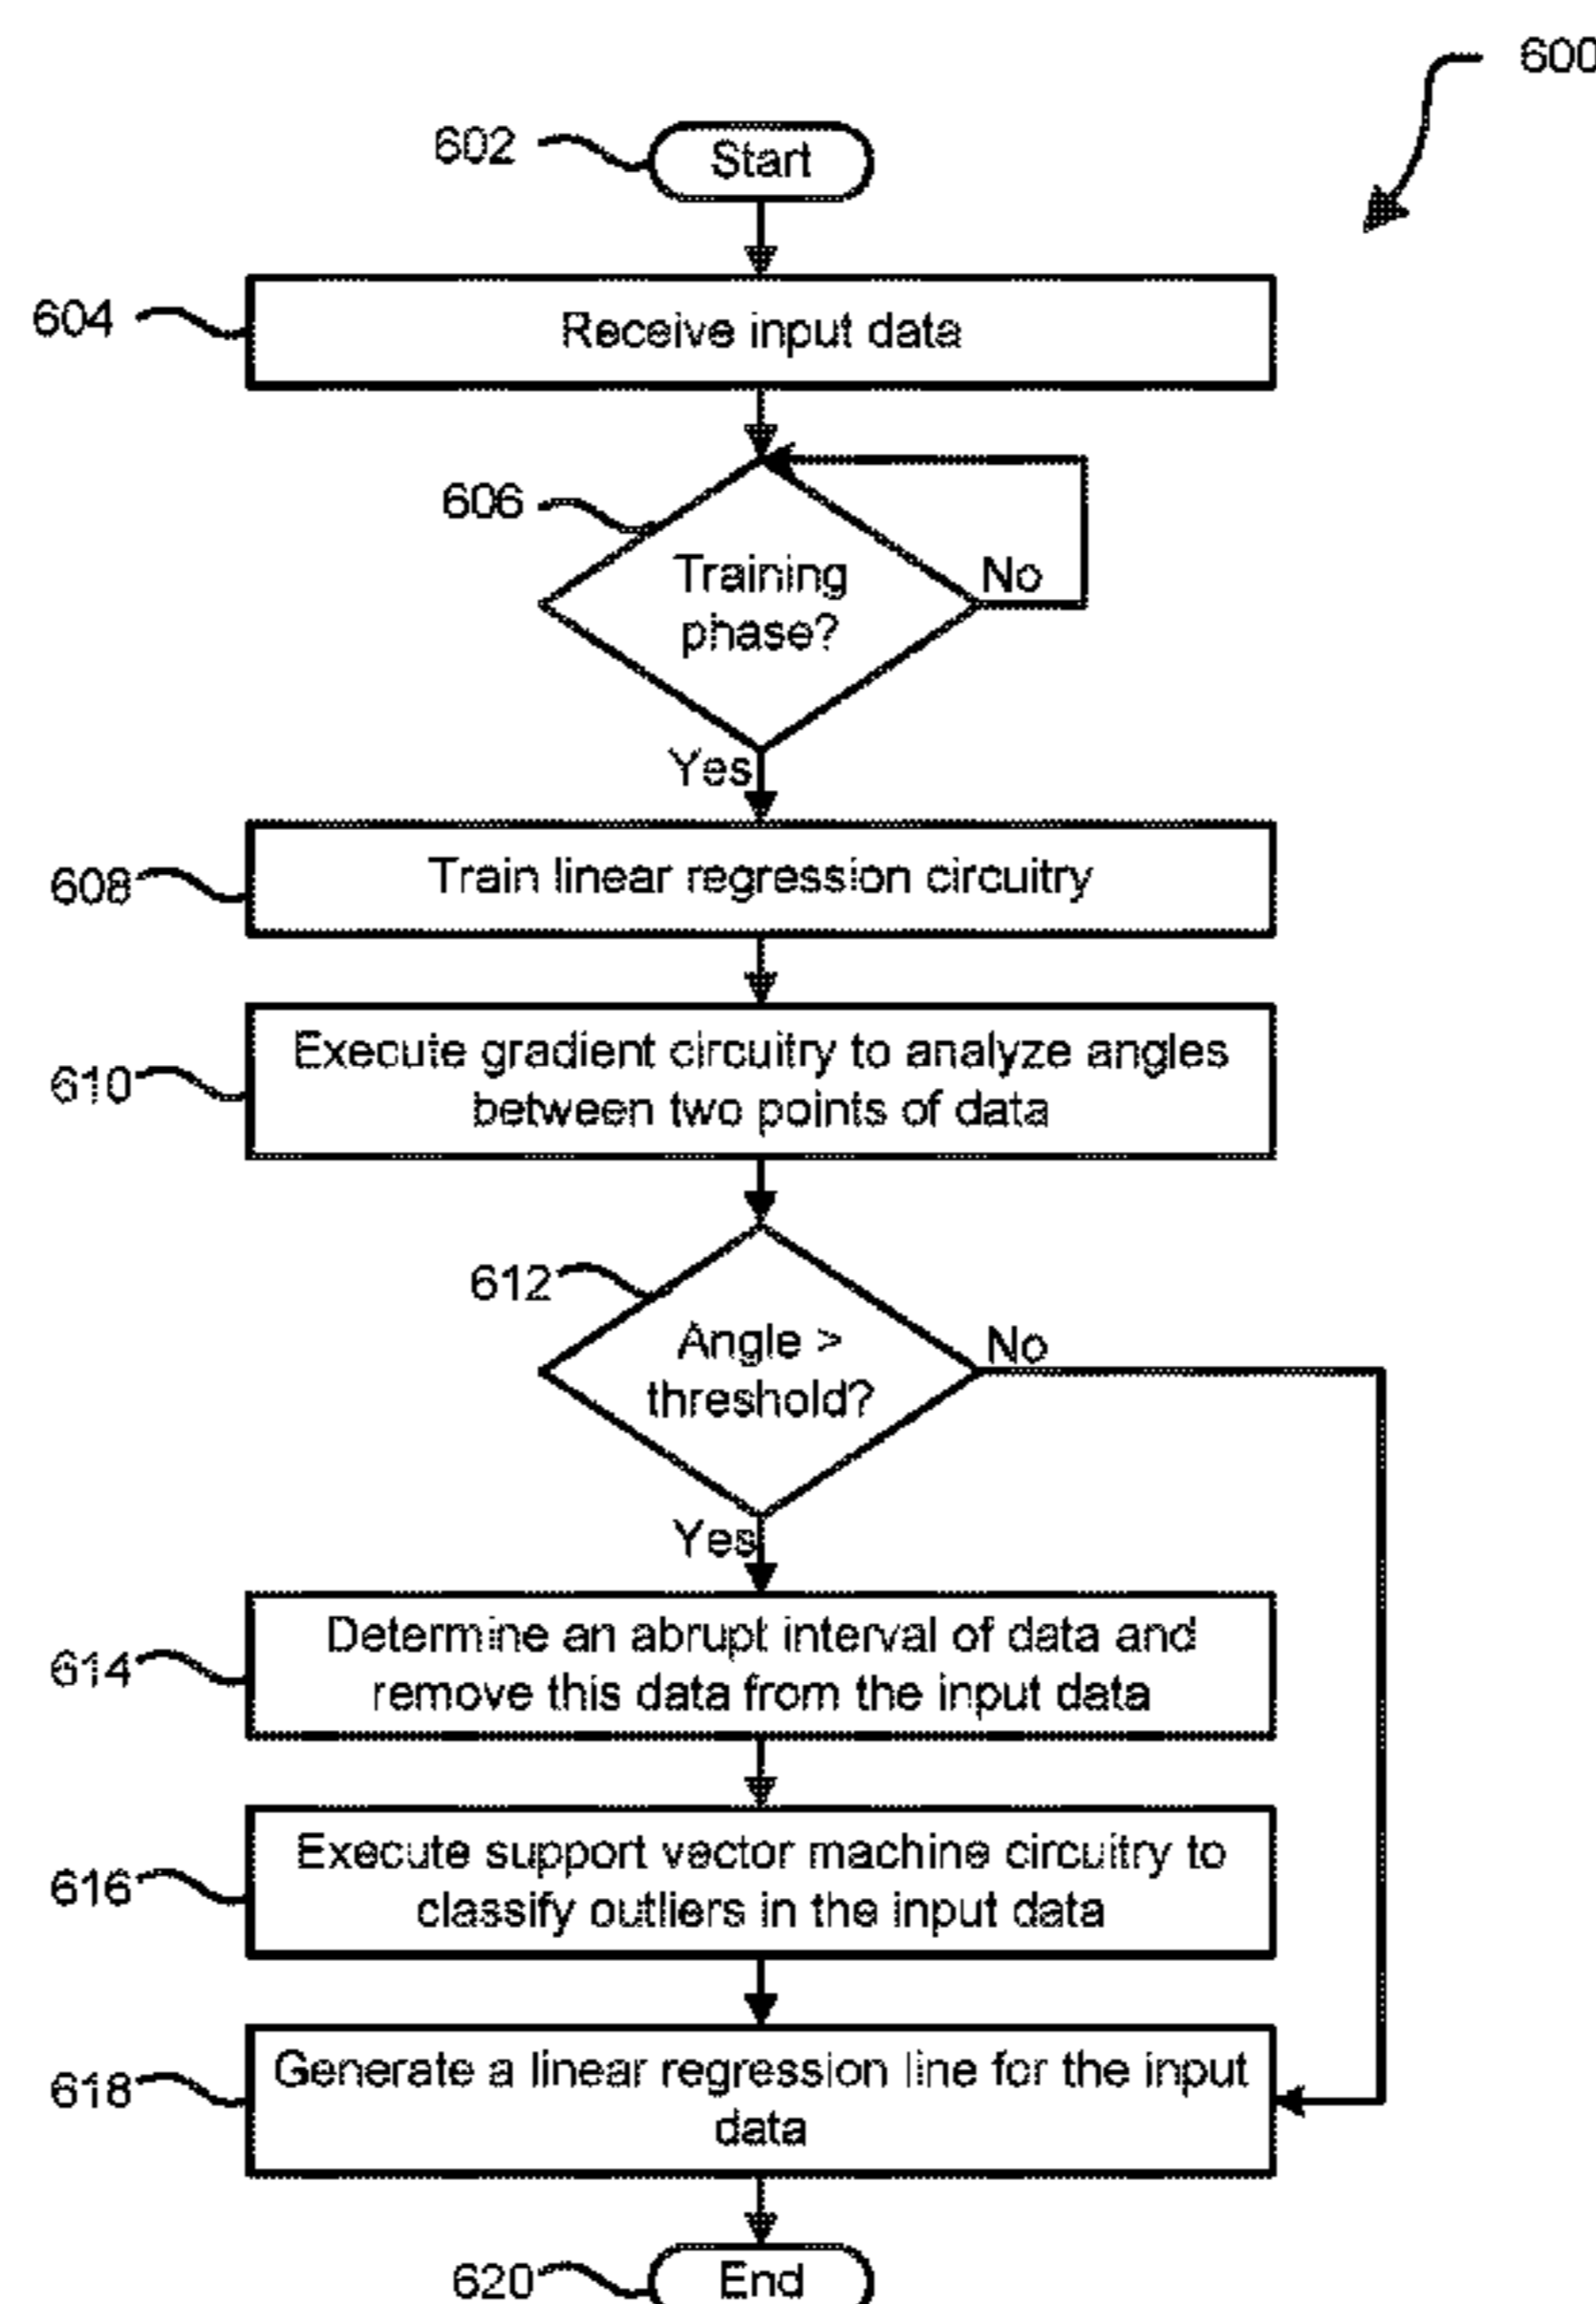 600
602
Start
604
Receive input data
606
Training
phase?
No
Yes
608
Train linear regression circuitry
610
Execute gradient circuitry to analyze angles
between two points of data
612
Angle >
threshold?
No
Yes
614
Determine an abrupt interval of data and
remove this data from the input data
616
Execute support vector machine circuitry to
classify outliers in the input data
618
Generate a linear regression line for the input
data
620
End